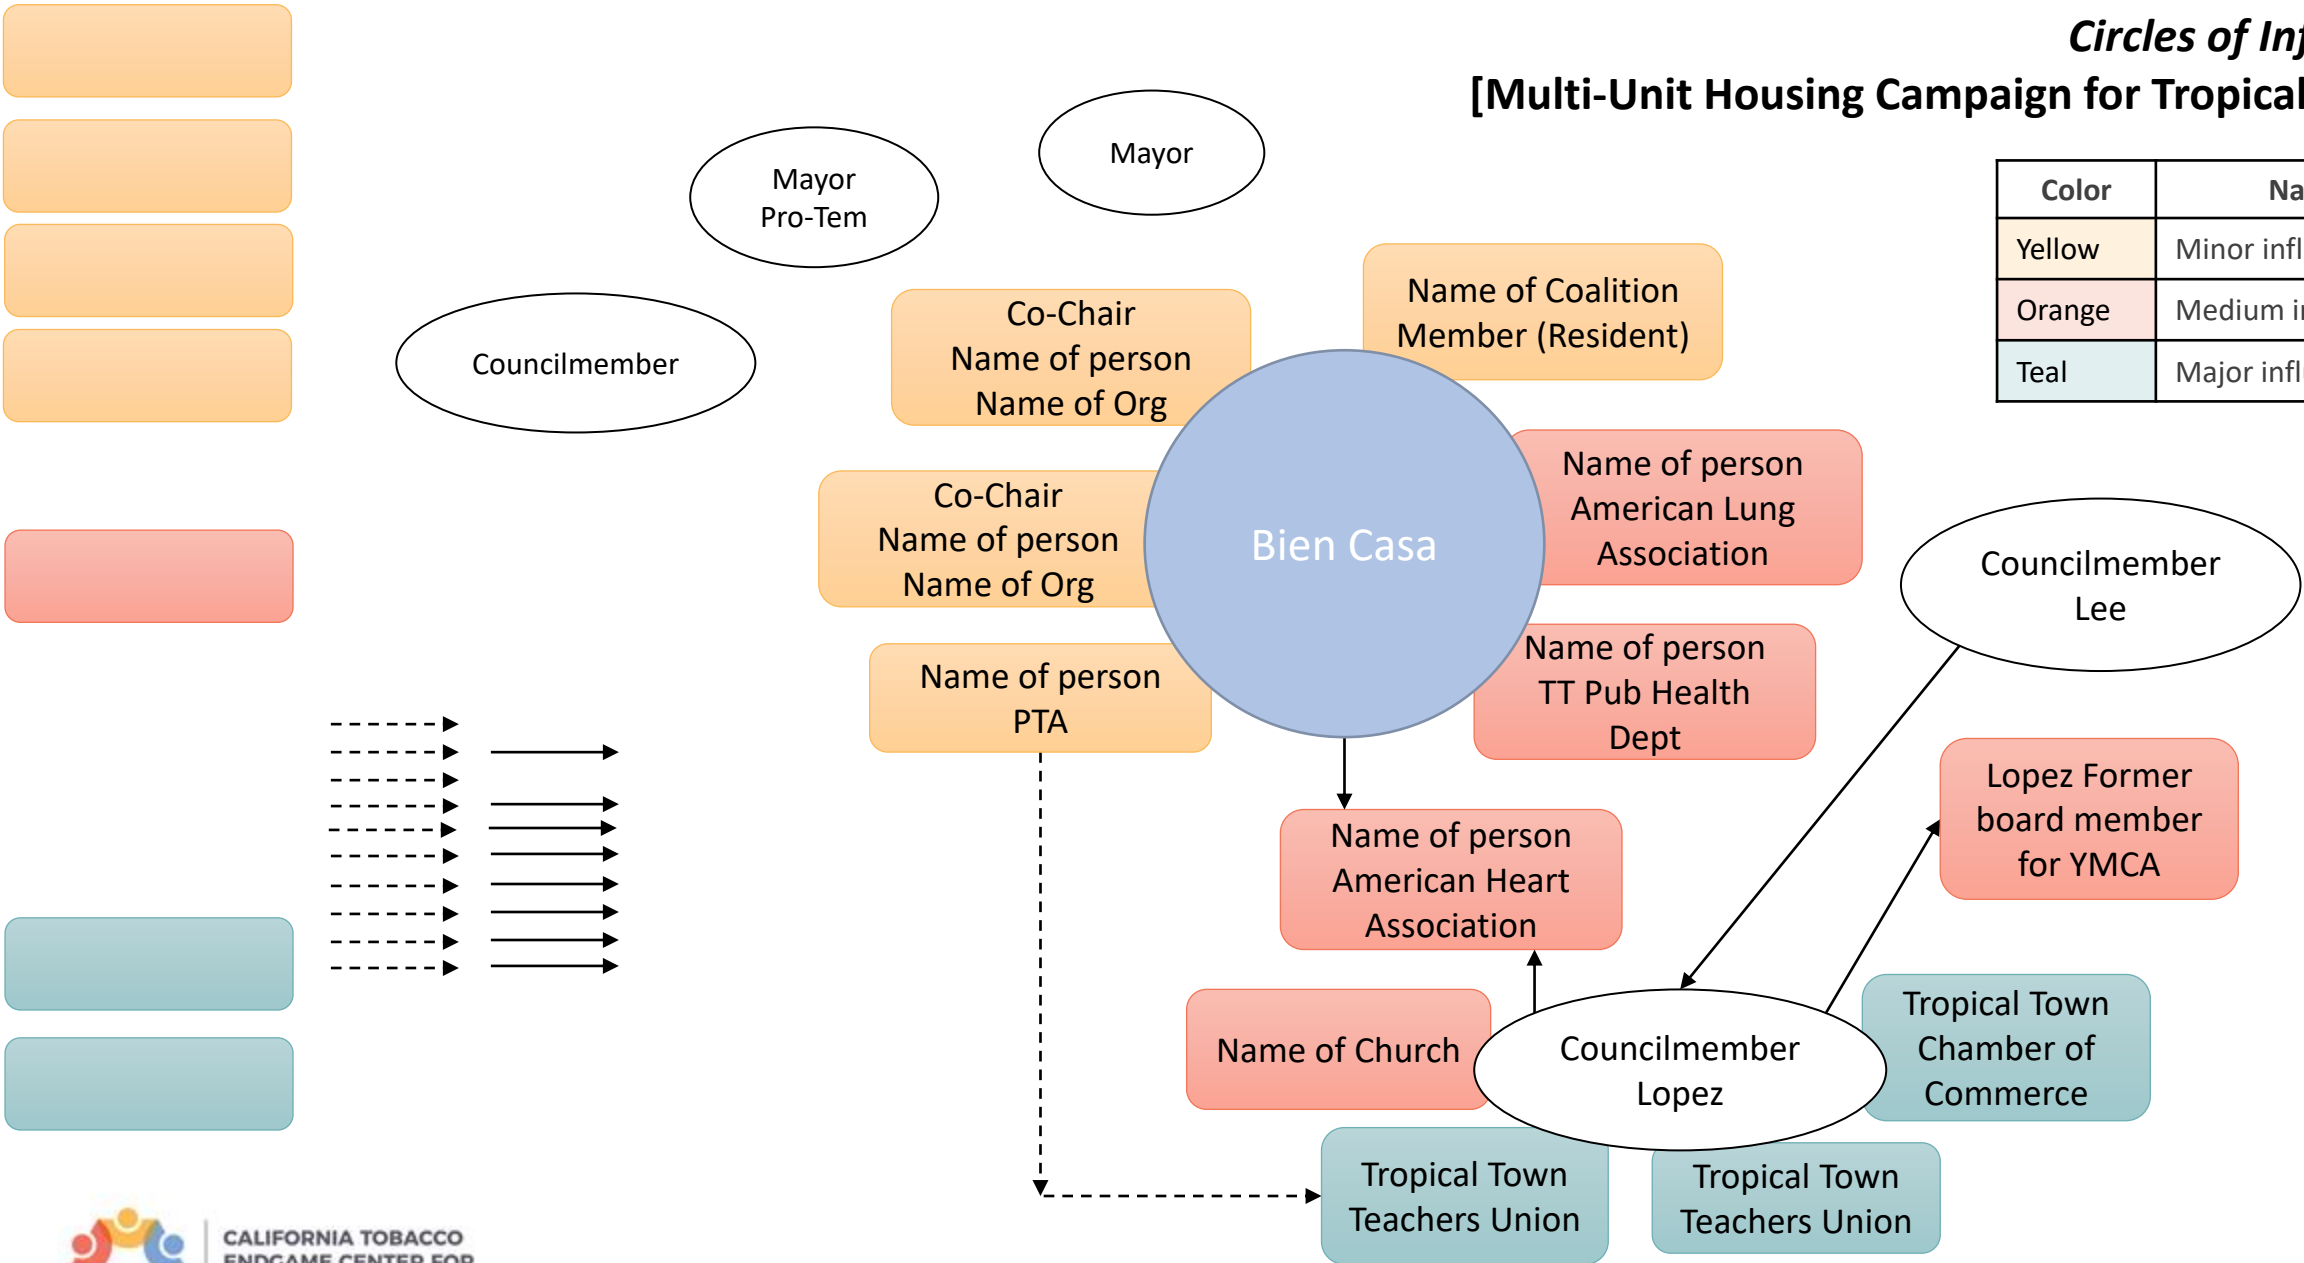 Circles of
[Multi-Unit Housing Campaign for Tropical
Mayor
Mayor
Pro-Tem
Councilmember
Color
Yellow
Minor
Orange
Medium
Teal
Major
Co-Chair
Name of person
Name of Org
Name of Coalition
Member (Resident)
Co-Chair
Name of person
Name of Org
Bien Casa
Name of person
American Lung
Association
Councilmember
Lee
Name of person
PTA
Name of person
TT Pub Health
Dept
Lopez Former
board member
for YMCA
Name of person
American Heart
Association
Name of Church
Councilmember
Lopez
Tropical Town
Chamber of
Commerce
Tropical Town
Teachers Union
Tropical Town
Teachers Union
CALIFORNIA TOBACCO
ENDGAME CENTER FOR